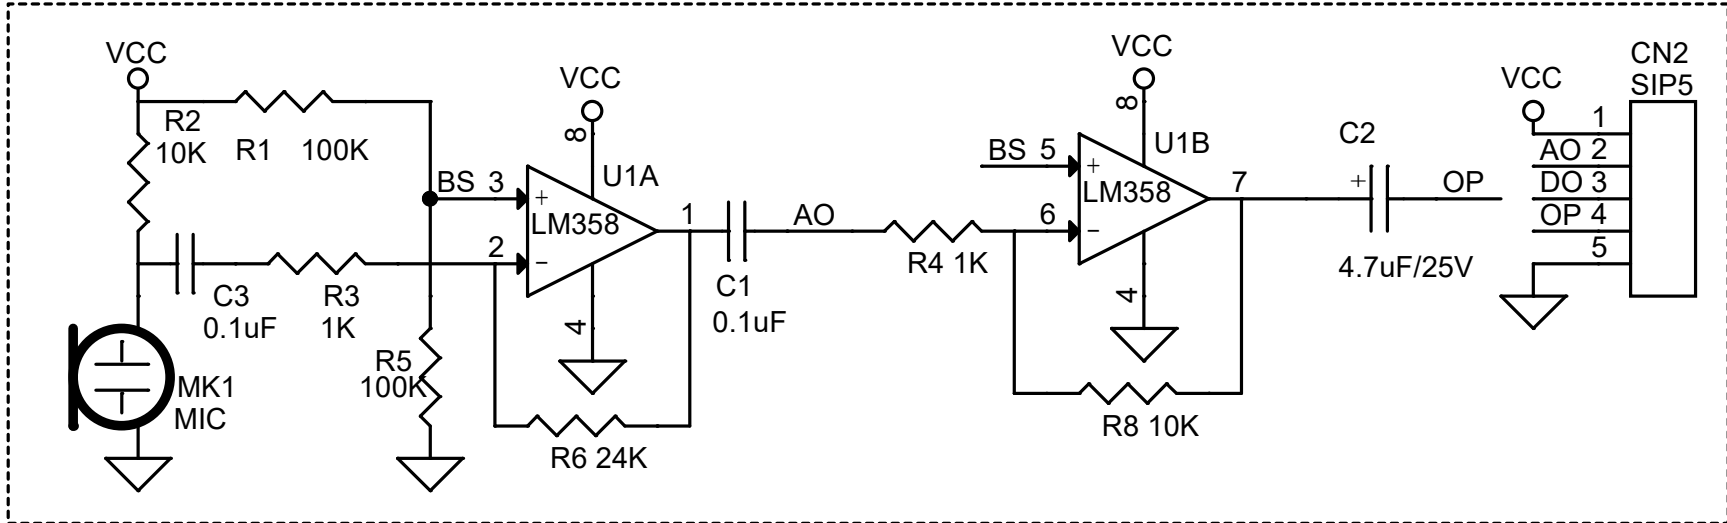 VCC
R2
10K
R1 100K
VCC
8
BS 3
U1A
+
LM358
2
−
1
AO
C1
0.1uF
C3
0.1uF
R3
1K
4
R5
100K
MK1
MIC
R6 24K
VCC
8
BS 5
U1B
+
LM358
6
−
7
R4 1K
4
R8 10K
C2
+
OP
4.7uF/25V
CN2
SIP5
VCC
1
AO 2
DO 3
OP 4
5